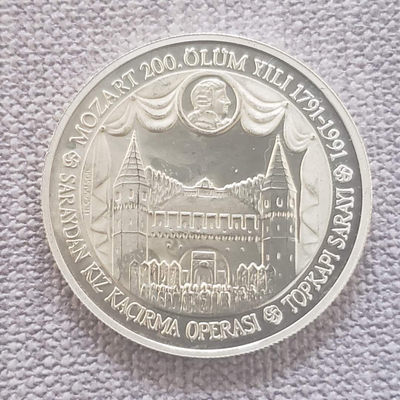 MOZART 200. ÖLÜM YILI 1791-1991
SARAYDAN KIZ KAÇIRMA OPERASI
TOPKAPI SARAYI